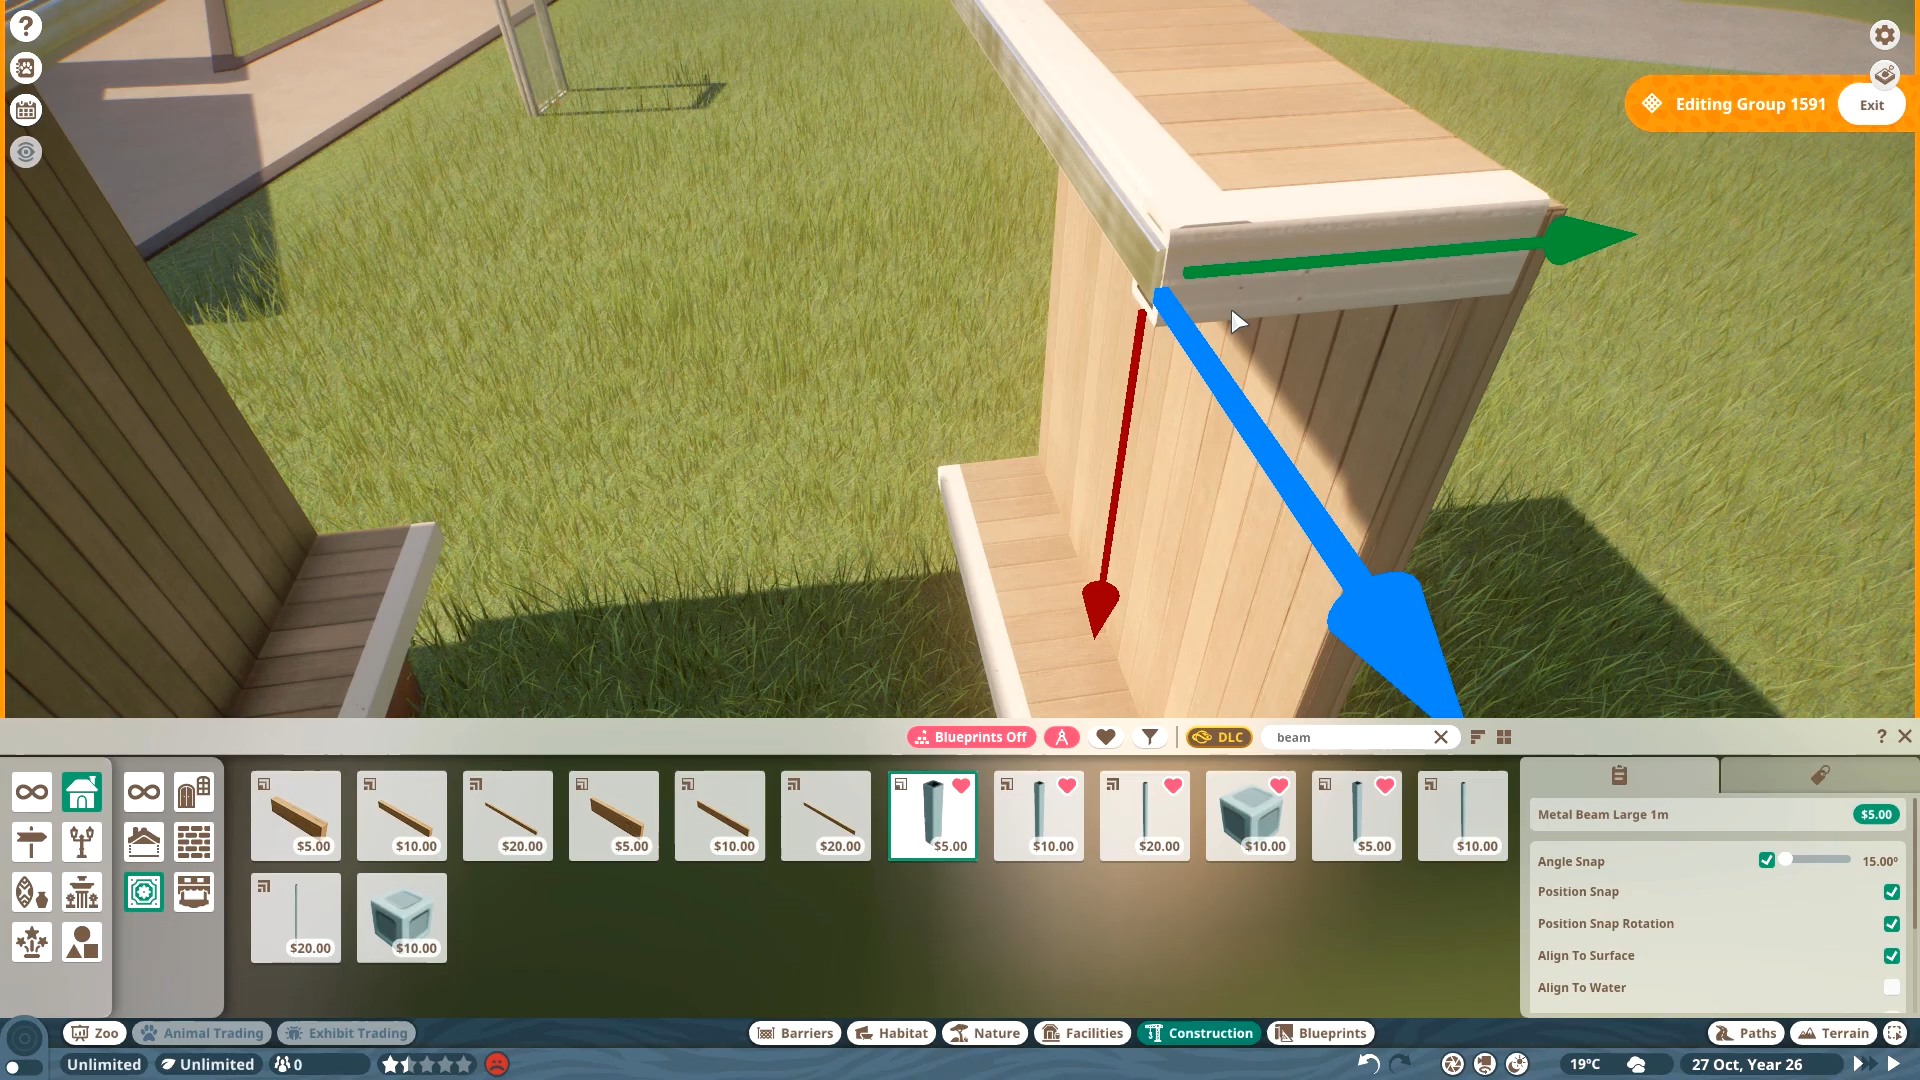 Editing Group 1591
Exit
Blueprints Off
DLC
beam
$5.00
$10.00
$20.00
$5.00
$10.00
$20.00
$5.00
$10.00
$20.00
$10.00
$5.00
$10.00
$20.00
$10.00
Metal Beam Large 1m
$5.00
Angle Snap
15.00°
Position Snap
Position Snap Rotation
Align To Surface
Align To Water
Zoo
Animal Trading
Exhibit Trading
Barriers
Habitat
Nature
Facilities
Construction
Blueprints
Paths
Terrain
Unlimited
Unlimited
0
19°C
27 Oct, Year 26